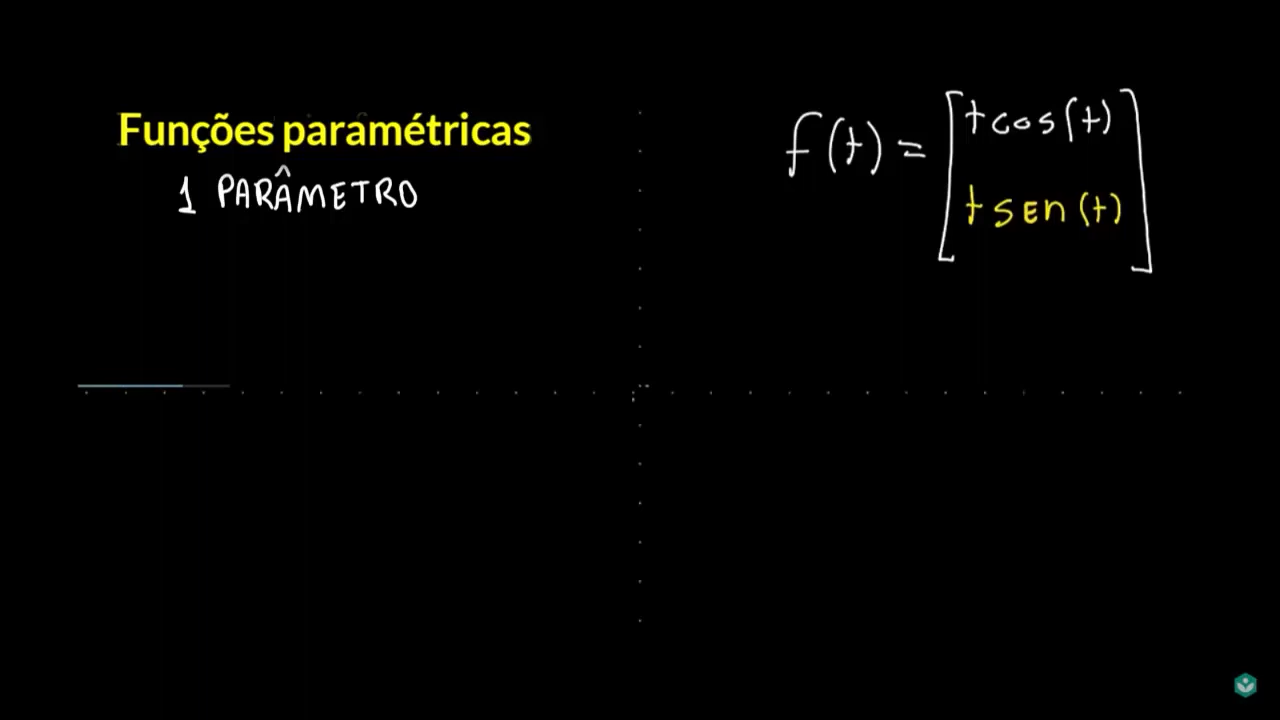 Funções paramétricas
1 PARÂMETRO
f(t) = [t cos(t)
t sen(t)]